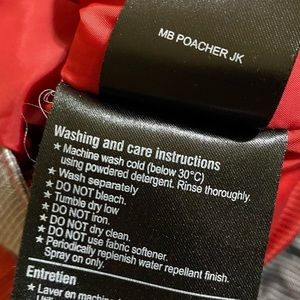 MB POACHER JK
Washing and care instructions
★ Machine wash cold (below 30°C)
using powdered detergent. Rinse thoroughly.
★ Wash separately
★ DO NOT bleach.
★ Tumble dry low
★ DO NOT iron.
★ DO NOT dry clean.
★ DO NOT use fabric softener.
★ Periodically replenish water repellant finish.
Spray on only.
Entretien
★ Laver en machine